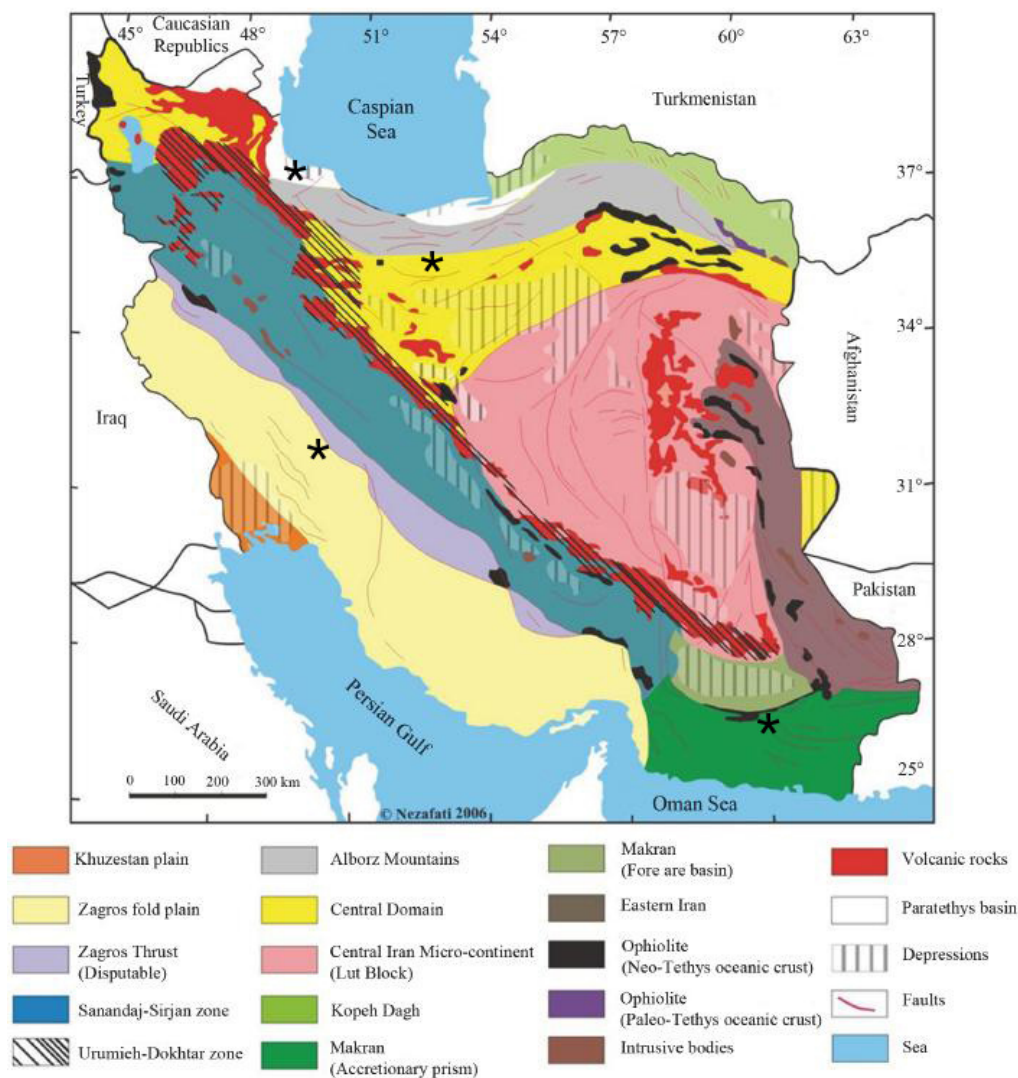 Caucasian
Republics
45° 48° 51° 54° 57° 60° 63°
Turkey
Caspian
Sea
Turkmenistan
37°
34°
Afghanistan
Iraq
31°
Pakistan
28°
Saudi Arabia
Persian Gulf
25°
0 100 200 300 km
Oman Sea
© Nezafati 2006
Khuzestan plain
Zagros fold plain
Zagros Thrust
(Disputable)
Sanandaj-Sirjan zone
Urumieh-Dokhtar zone
Alborz Mountains
Central Domain
Central Iran Micro-continent
(Lut Block)
Kopeh Dagh
Makran
(Accretionary prism)
Makran
(Fore are basin)
Eastern Iran
Ophiolite
(Neo-Tethys oceanic crust)
Ophiolite
(Paleo-Tethys oceanic crust)
Intrusive bodies
Volcanic rocks
Paratethys basin
Depressions
Faults
Sea